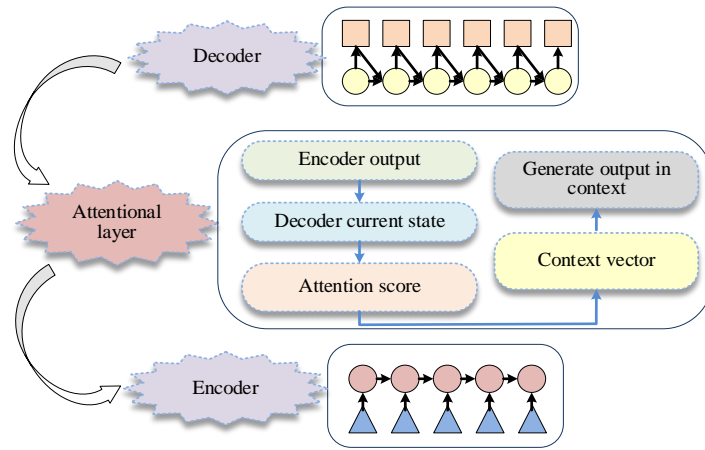 Decoder
Attentional
layer
Encoder output
Decoder current state
Attention score
Generate output in
context
Context vector
Encoder